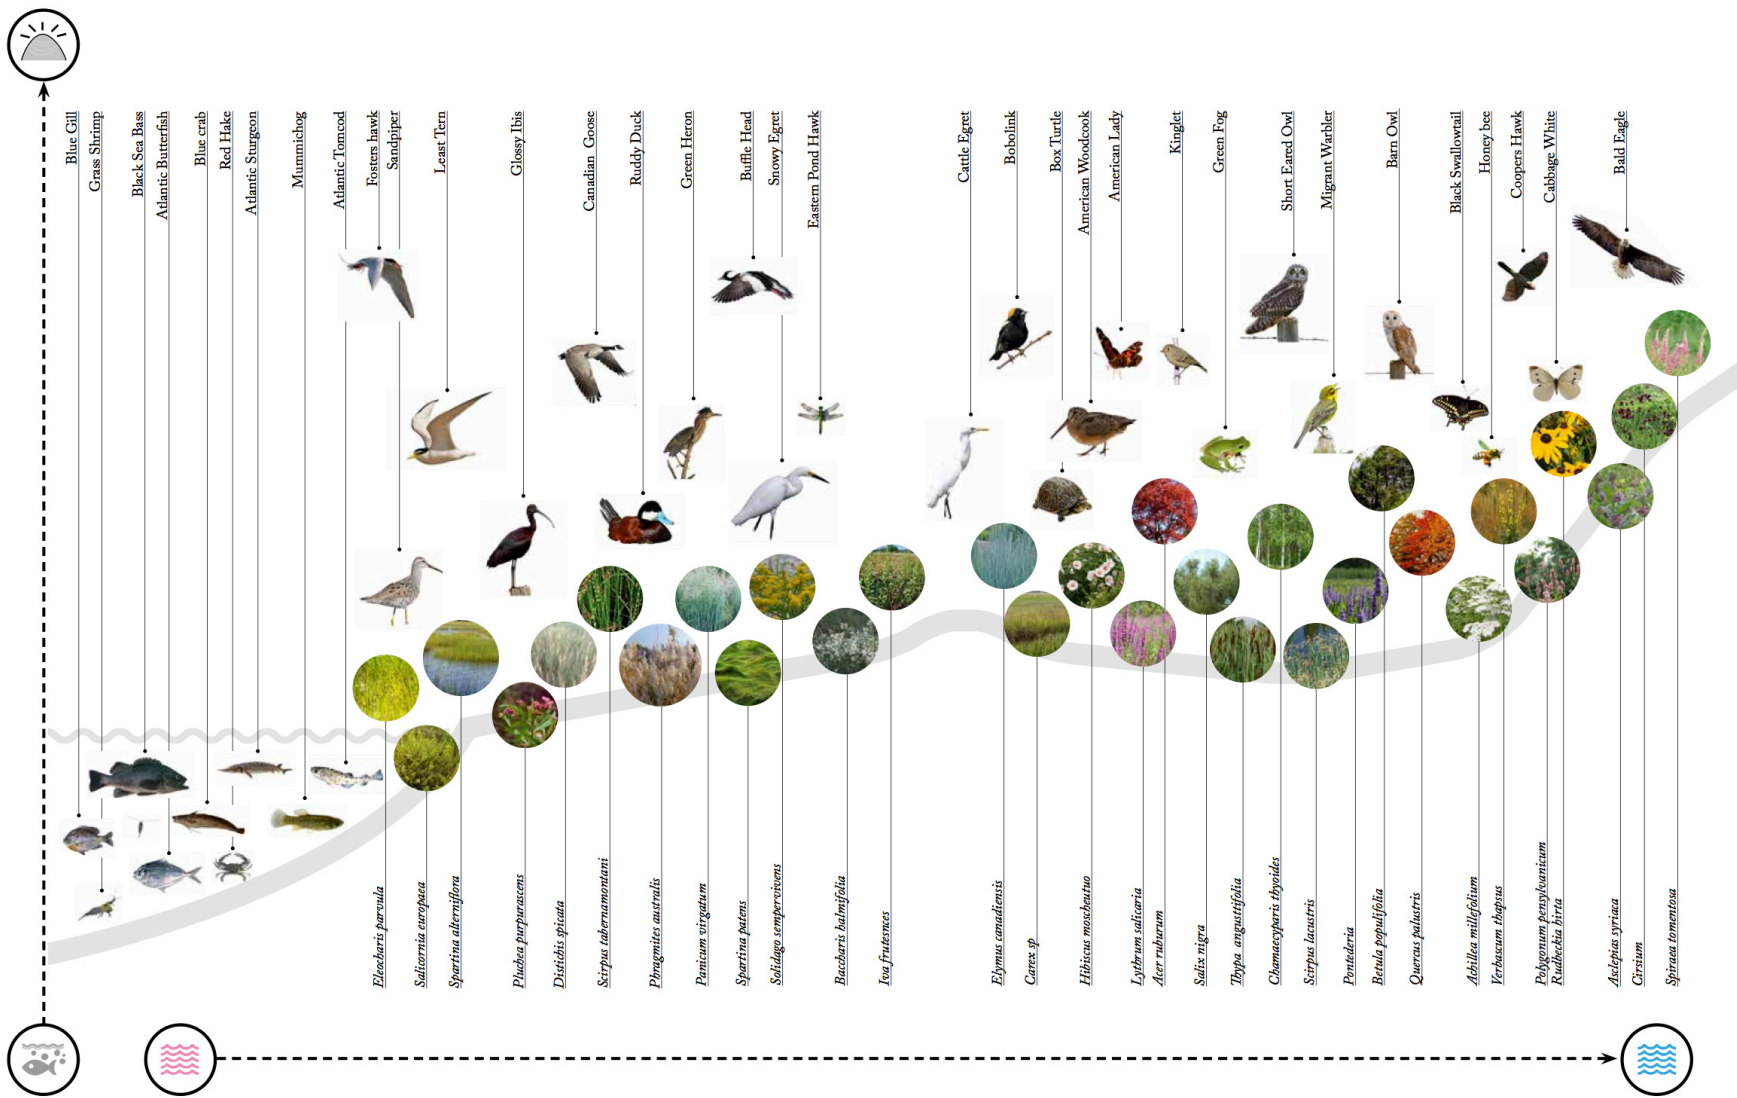 Blue Gill
Grass Shrimp
Black Sea Bass
Atlantic Butterfish
Blue crab
Red Hake
Atlantic Sturgeon
Mummichog
Atlantic Tomcod
Fosters hawk
Sandpiper
Least Tern
Glossy Ibis
Canadian Goose
Ruddy Duck
Green Heron
Buffle Head
Snowy Egret
Eastern Pond Hawk
Cattle Egret
Bobolink
Box Turtle
American Woodcock
American Lady
Kinglet
Green Fog
Short Eared Owl
Migrant Warbler
Barn Owl
Black Swallowtail
Honey bee
Coopers Hawk
Cabbage White
Bald Eagle
Eleocharis parvula
Salicornia europaea
Spartina alterniflora
Pluchea purpurascens
Distichlis spicata
Scirpus tabernamontani
Phragmites australis
Panicum virgatum
Spartina patens
Solidago sempervivens
Baccharis halmifolia
Iva frutesnces
Elymus canadiensis
Carex sp
Hibiscus moscheutuo
Lythrum salicaria
Acer ruburum
Salix nigra
Thypa angusttifolia
Chamaecyparis thyoides
Scirpus lacustris
Pontederia
Betula populifolia
Quercus palustris
Achillea millefolium
Verbascum thapsus
Polygonum pensylvanicum
Rudbeckia hirta
Asclepias syriaca
Cirsium
Spiraea tomentosa